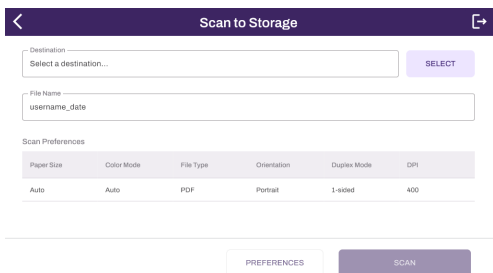 Scan to Storage
Destination
Select a destination...
SELECT
File Name
username_date
Scan Preferences
Paper Size Color Mode File Type Orientation Duplex Mode DPI
Auto Auto PDF Portrait 1-sided 400
PREFERENCES SCAN